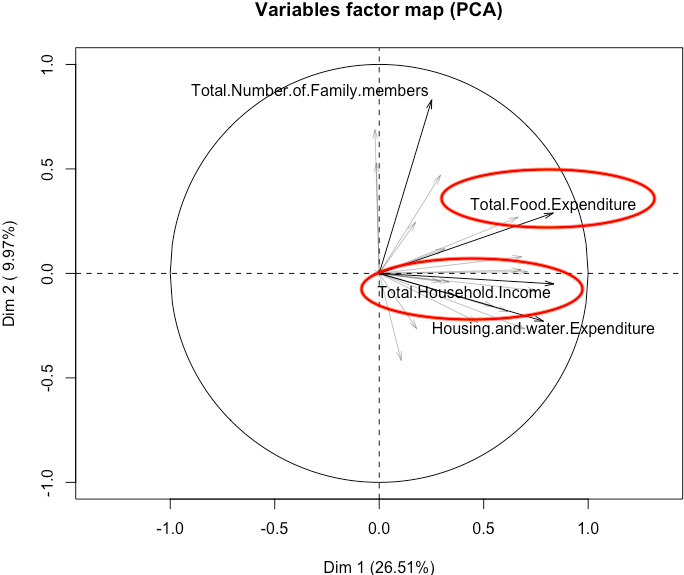 Variables factor map (PCA)
1.0
Total.Number.of.Family.members
0.5
Total.Food.Expenditure
0.0
Total.Household.Income
Housing.and.water.Expenditure
-0.5
-1.0
-1.0 -0.5 0.0 0.5 1.0
Dim 2 ( 9.97%)
Dim 1 (26.51%)